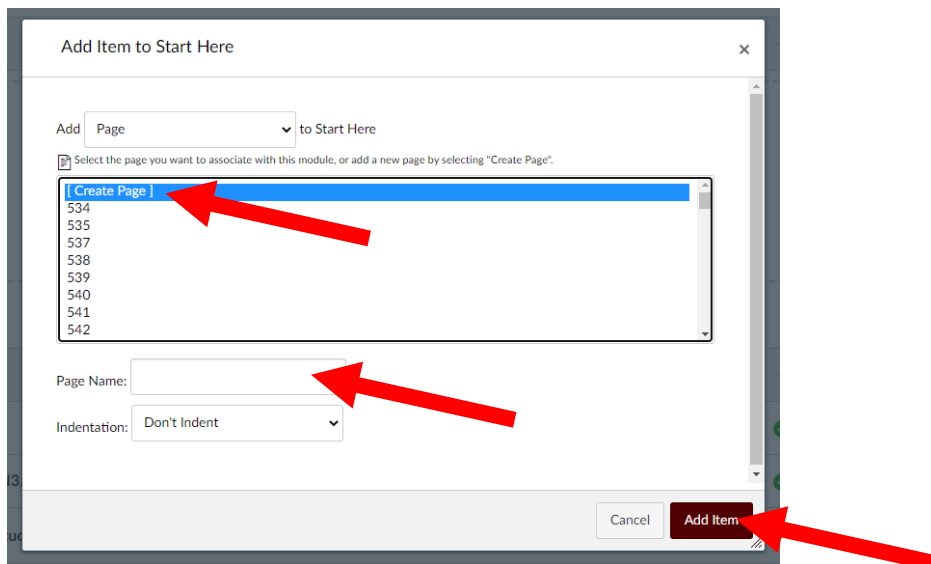 Add Item to Start Here
×
Add Page to Start Here
Select the page you want to associate with this module, or add a new page by selecting "Create Page".
[ Create Page ]
534
535
537
538
539
540
541
542
Page Name:
Indentation: Don't Indent
Cancel Add Item